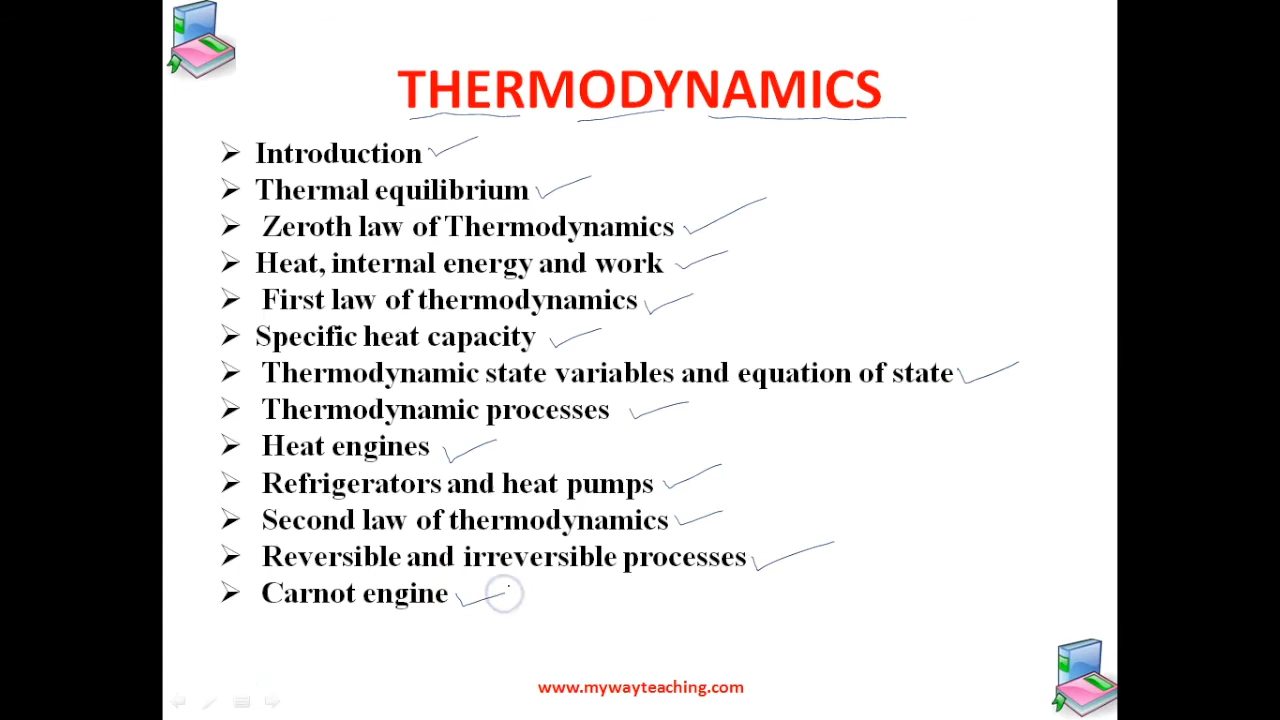 THERMODYNAMICS
Introduction
Thermal equilibrium
Zeroth law of Thermodynamics
Heat, internal energy and work
First law of thermodynamics
Specific heat capacity
Thermodynamic state variables and equation of state
Thermodynamic processes
Heat engines
Refrigerators and heat pumps
Second law of thermodynamics
Reversible and irreversible processes
Carnot engine
www.mywayteaching.com